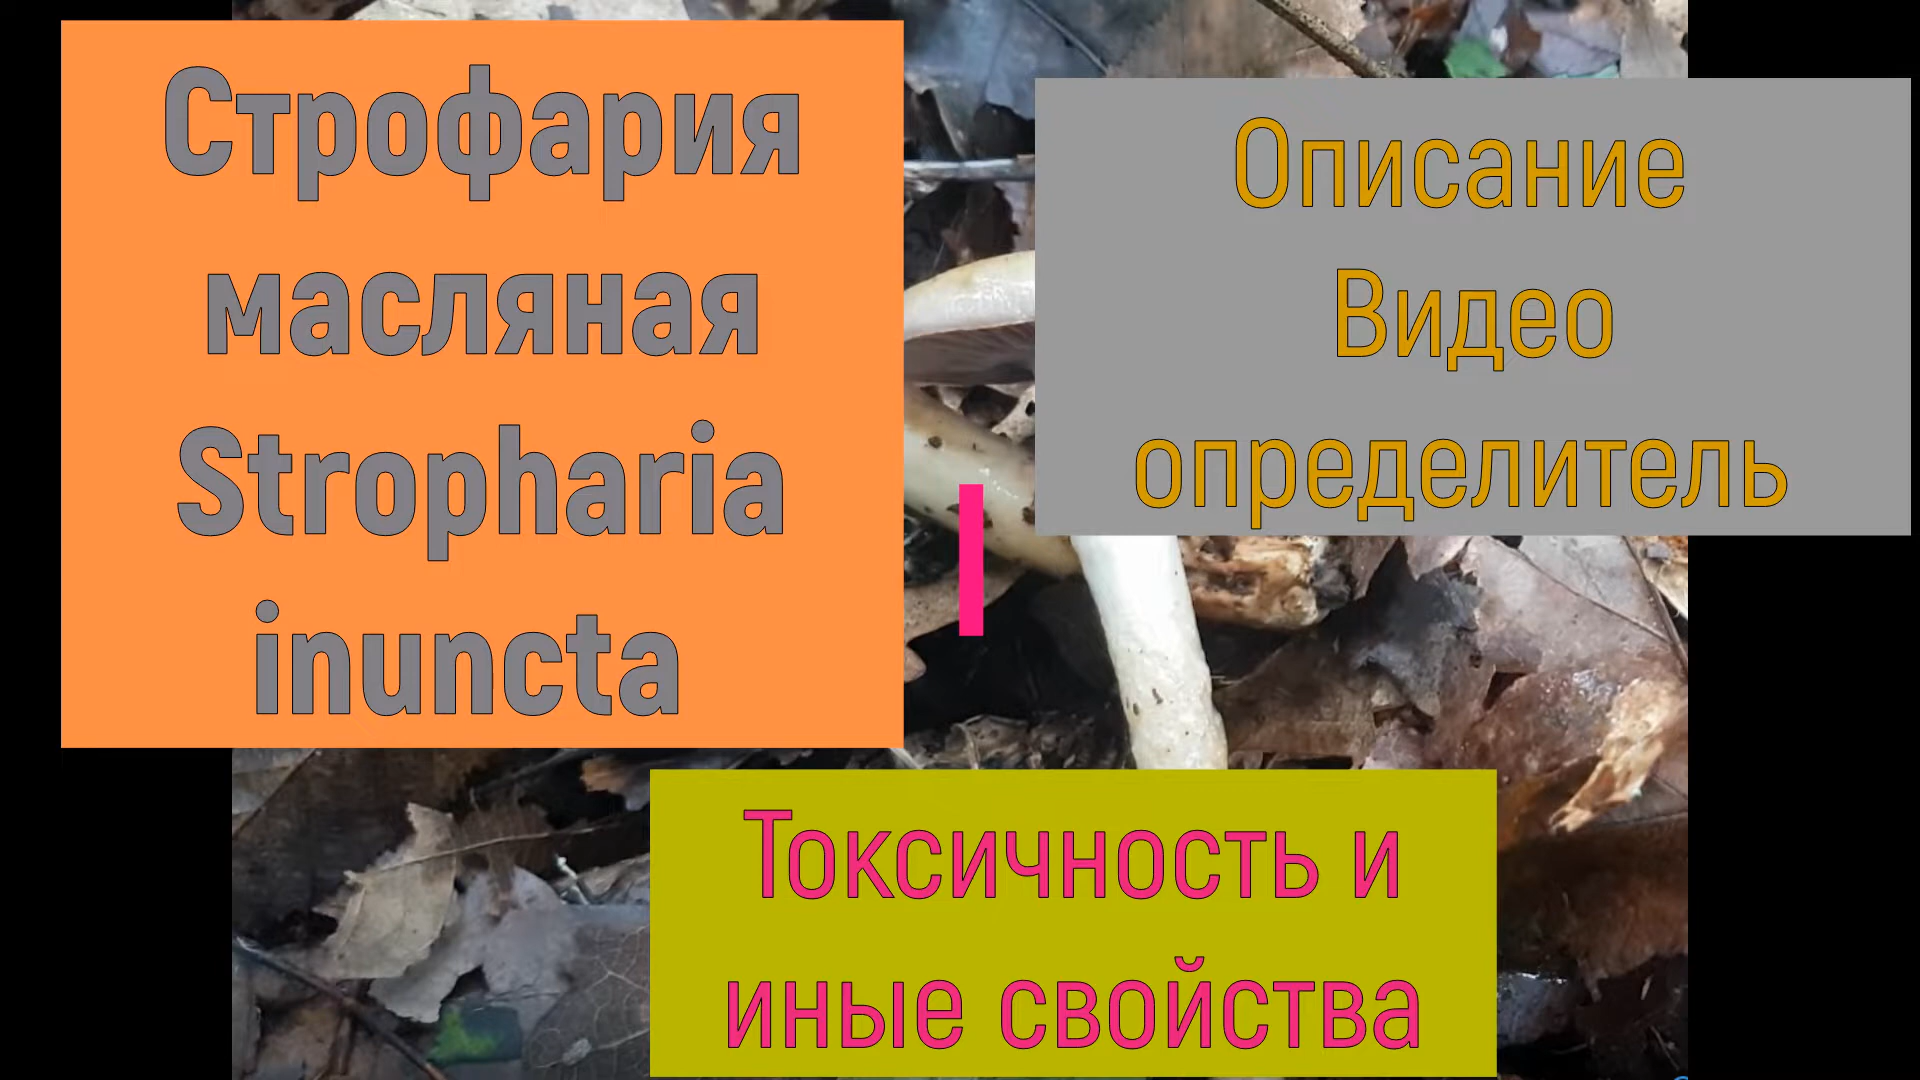 Строфария
масляная
Stropharia
inuncta
Описание
Видео
определитель
Токсичность и
иные свойства